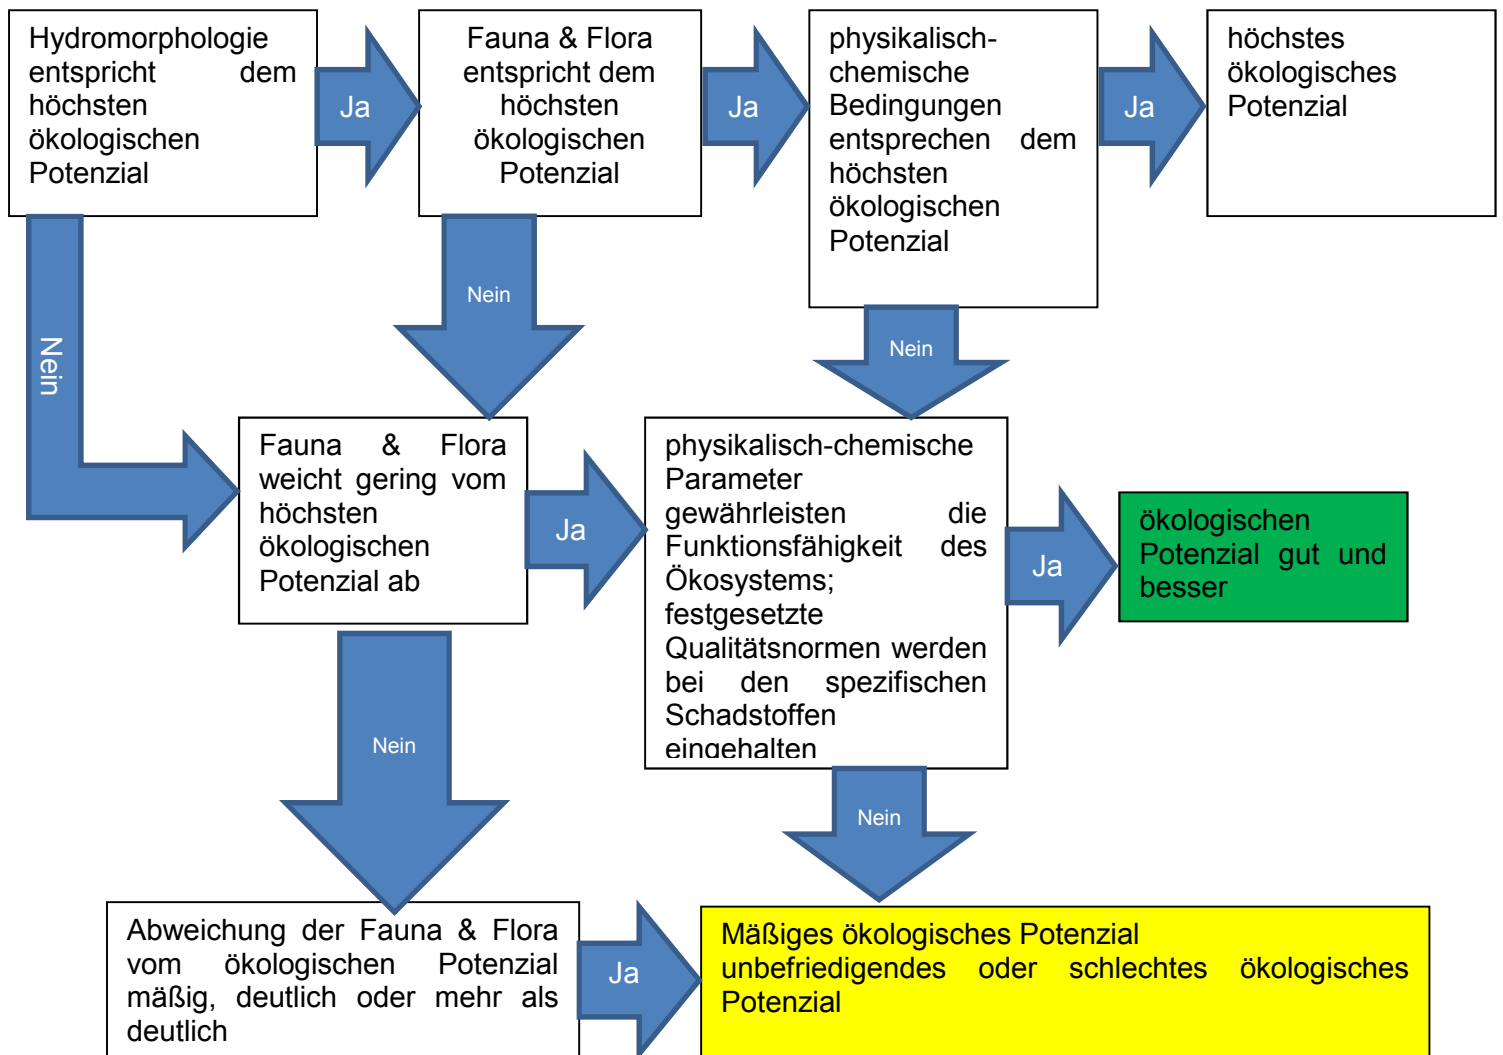 Hydromorphologie
entspricht dem
höchsten
ökologischen
Potenzial
Ja
Fauna & Flora
entspricht dem
höchsten
ökologischen
Potenzial
Ja
physikalisch-
chemische
Bedingungen
entsprechen dem
höchsten
ökologischen
Potenzial
Ja
höchstes
ökologisches
Potenzial
Nein
Nein
Nein
Fauna & Flora
weicht gering vom
höchsten
ökologischen
Potenzial ab
Ja
physikalisch-chemische
Parameter
gewährleisten die
Funktionsfähigkeit des
Ökosystems;
festgesetzte
Qualitätsnormen werden
bei den spezifischen
Schadstoffen
eingehalten
Ja
ökologischen
Potenzial gut und
besser
Nein
Nein
Abweichung der Fauna & Flora
vom ökologischen Potenzial
mäßig, deutlich oder mehr als
deutlich
Ja
Mäßiges ökologisches Potenzial
unbefriedigendes oder schlechtes ökologisches
Potenzial